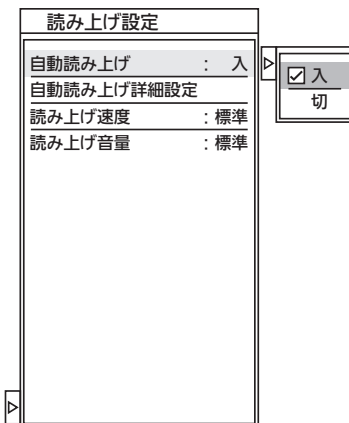 読み上げ設定
自動読み上げ : 入
自動読み上げ詳細設定
読み上げ速度 : 標準
読み上げ音量 : 標準
入
切